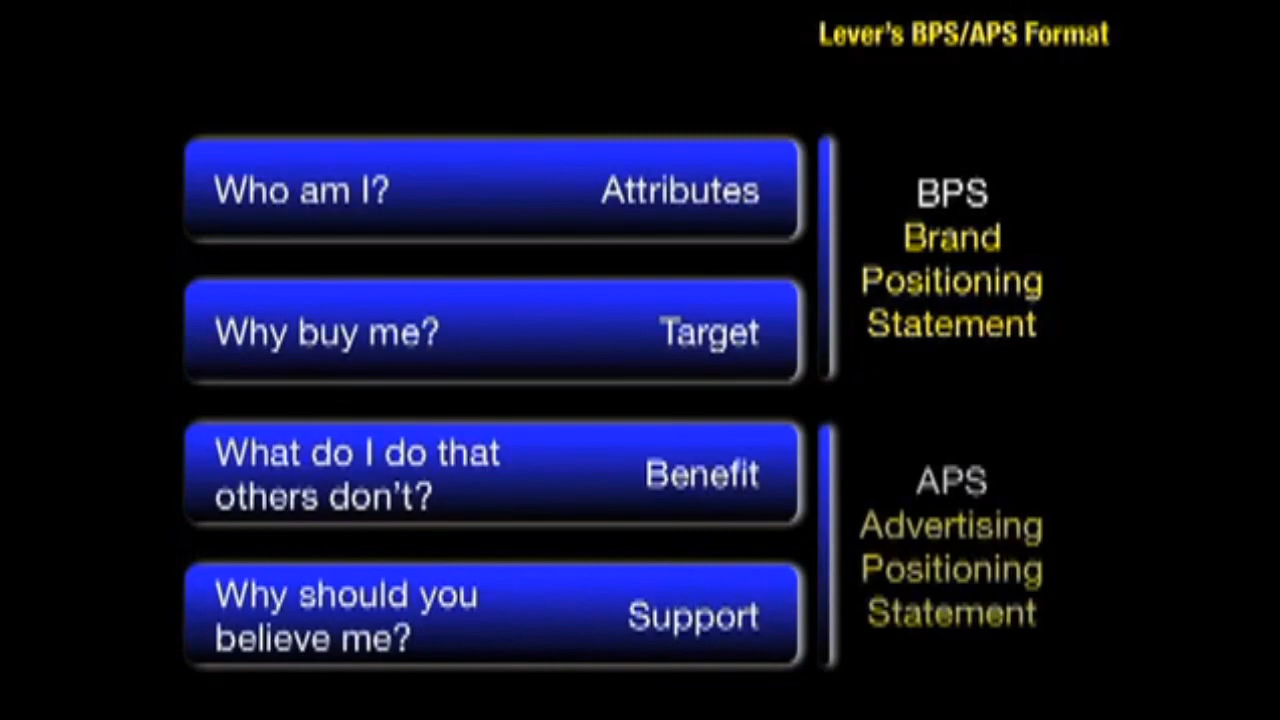 Lever's BPS/APS Format
Who am I? Attributes
Why buy me? Target
BPS
Brand
Positioning
Statement
What do I do that
others don't?
Benefit
Why should you
believe me?
Support
APS
Advertising
Positioning
Statement